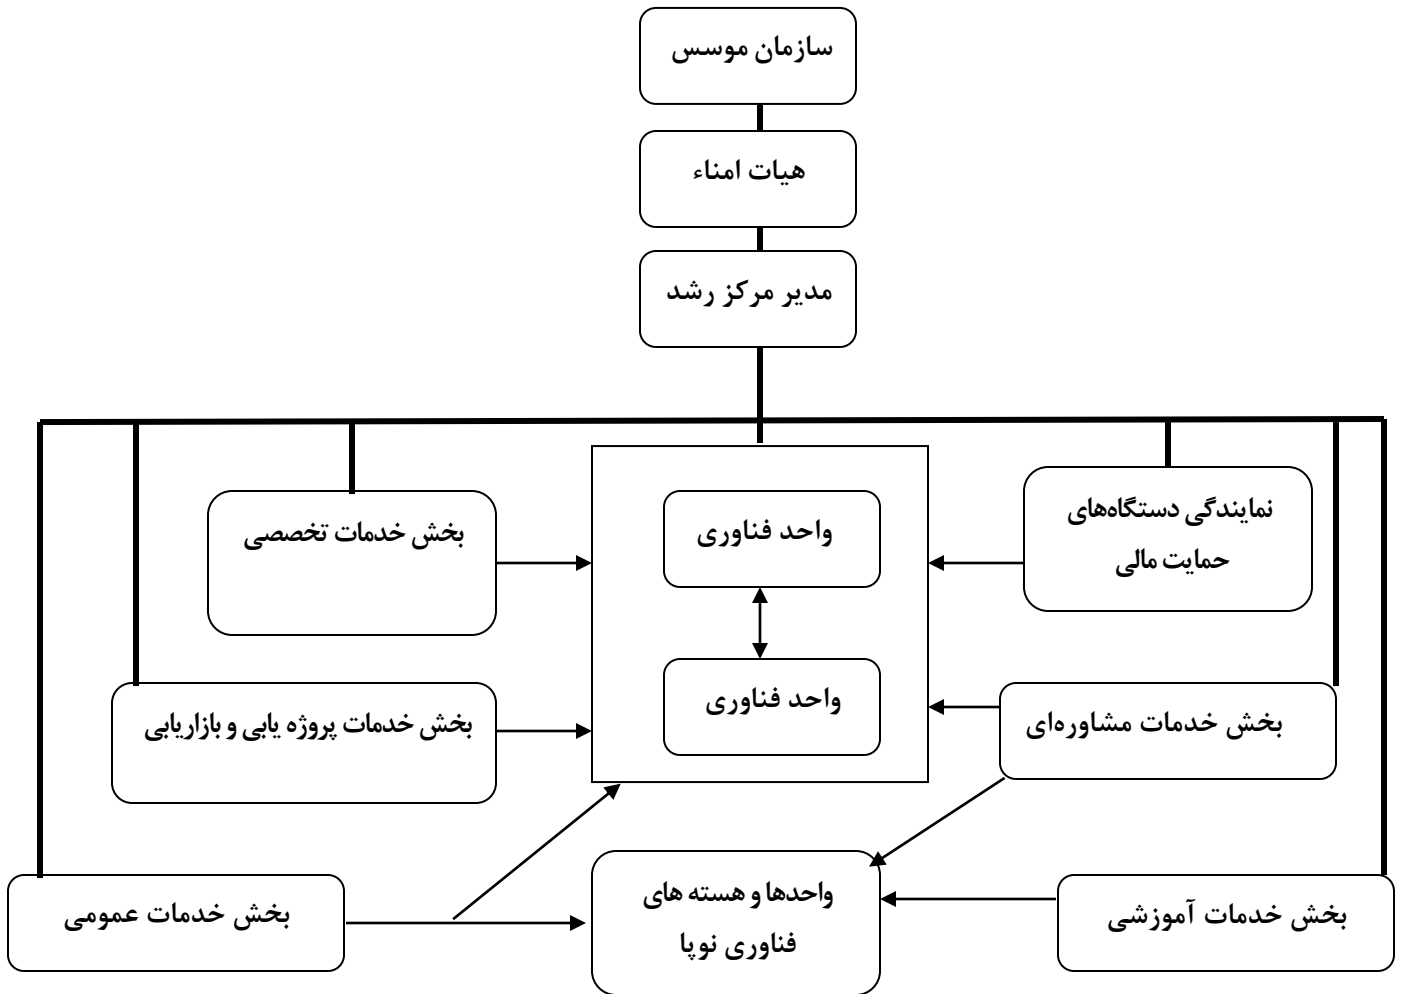 سازمان موسس
هیات امناء
مدیر مرکز رشد
نمایندگی دستگاه‌های
حمایت مالی
واحد فناوری
بخش خدمات تخصصی
بخش خدمات مشاوره‌ای
واحد فناوری
بخش خدمات پروژه یابی و بازاریابی
بخش خدمات آموزشی
واحدها و هسته های
فناوری نوپا
بخش خدمات عمومی